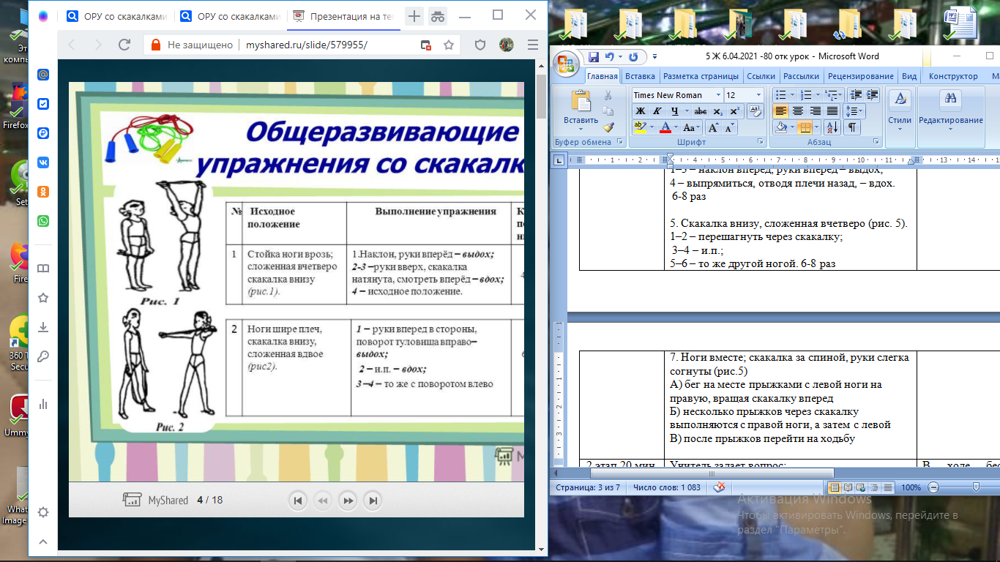 ОРУ со скакалками
ОРУ со скакалками
Презентация на те
Не защищено
myshared.ru/slide/579955/
Общеразвивающие
упражнения со скакалк
№ Исходное положение
Выполнение упражнения
1
Стойка ноги врозь;
сложенная вчетверо
скакалка внизу
(рис.1).
1.Наклон, руки вперёд – выдох;
2-3 –руки вверх, скакалка
натянута, смотреть вперёд – вдох;
4 – исходное положение.
Рис. 1
2
Ноги шире плеч,
скакалка внизу,
сложенная вдвое
(рис2).
1 – руки вперед в стороны,
поворот туловиша вправо–
выдох;
2 – и.п. – вдох;
3–4 – то же с поворотом влево
Рис. 2
MyShared 4 / 18
5 Ж 6.04.2021 -80 отк урок - Microsoft Word
Главная Вставка Разметка страницы Ссылки Рассылки Рецензирование Вид Конструктор
Times New Roman 12
Вставить
Стили
Редактирование
Буфер обмена
Шрифт
Абзац
1–3 – наклон вперед, руки вперед – выдох;
4 – выпрямиться, отводя плечи назад, – вдох.
6-8 раз
5. Скакалка внизу, сложенная вчетверо (рис. 5).
1–2 – перешагнуть через скакалку;
3–4 – и.п.;
5–6 – то же другой ногой. 6-8 раз
7. Ноги вместе; скакалка за спиной, руки слегка
согнуты (рис.5)
А) бег на месте прыжками с левой ноги на
правую, вращая скакалку вперед
Б) несколько прыжков через скакалку
выполняются с правой ноги, а затем с левой
В) после прыжков перейти на ходьбу
2 этап 20 мин Учитель задает вопрос: В ходе бес
Страница: 3 из 7 Число слов: 1 083 100%
Активация Windows
Чтобы активировать Windows, перейдите в
раздел "Параметры".